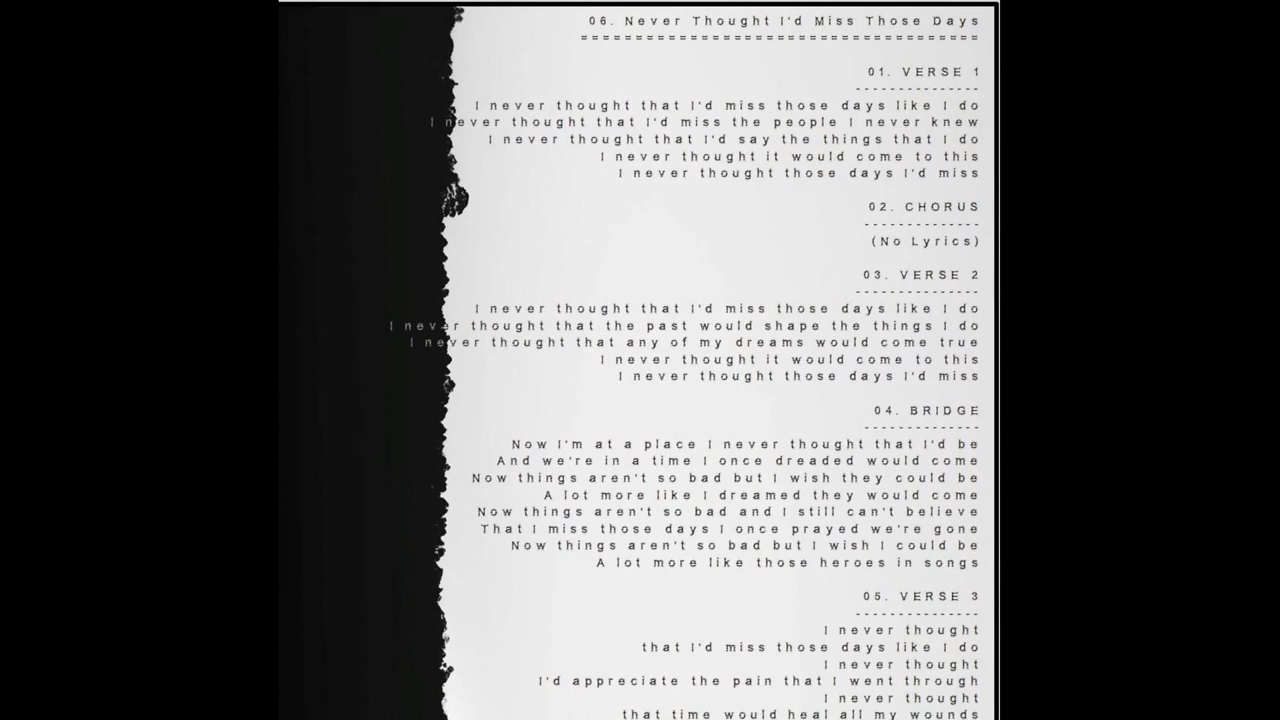 06. Never Thought I'd Miss Those Days
=====================================
01. VERSE 1
--------------
I never thought that I'd miss those days like I do
I never thought that I'd miss the people I never knew
I never thought that I'd say the things that I do
I never thought it would come to this
I never thought those days I'd miss
02. CHORUS
-------------
(No Lyrics)
03. VERSE 2
--------------
I never thought that I'd miss those days like I do
I never thought that the past would shape the things I do
I never thought that any of my dreams would come true
I never thought it would come to this
I never thought those days I'd miss
04. BRIDGE
-------------
Now I'm at a place I never thought that I'd be
And we're in a time I once dreaded would come
Now things aren't so bad but I wish they could be
A lot more like I dreamed they would come
Now things aren't so bad and I still can't believe
That I miss those days I once prayed we're gone
Now things aren't so bad but I wish I could be
A lot more like those heroes in songs
05. VERSE 3
--------------
I never thought
that I'd miss those days like I do
I never thought
I'd appreciate the pain that I went through
I never thought
that time would heal all my wounds